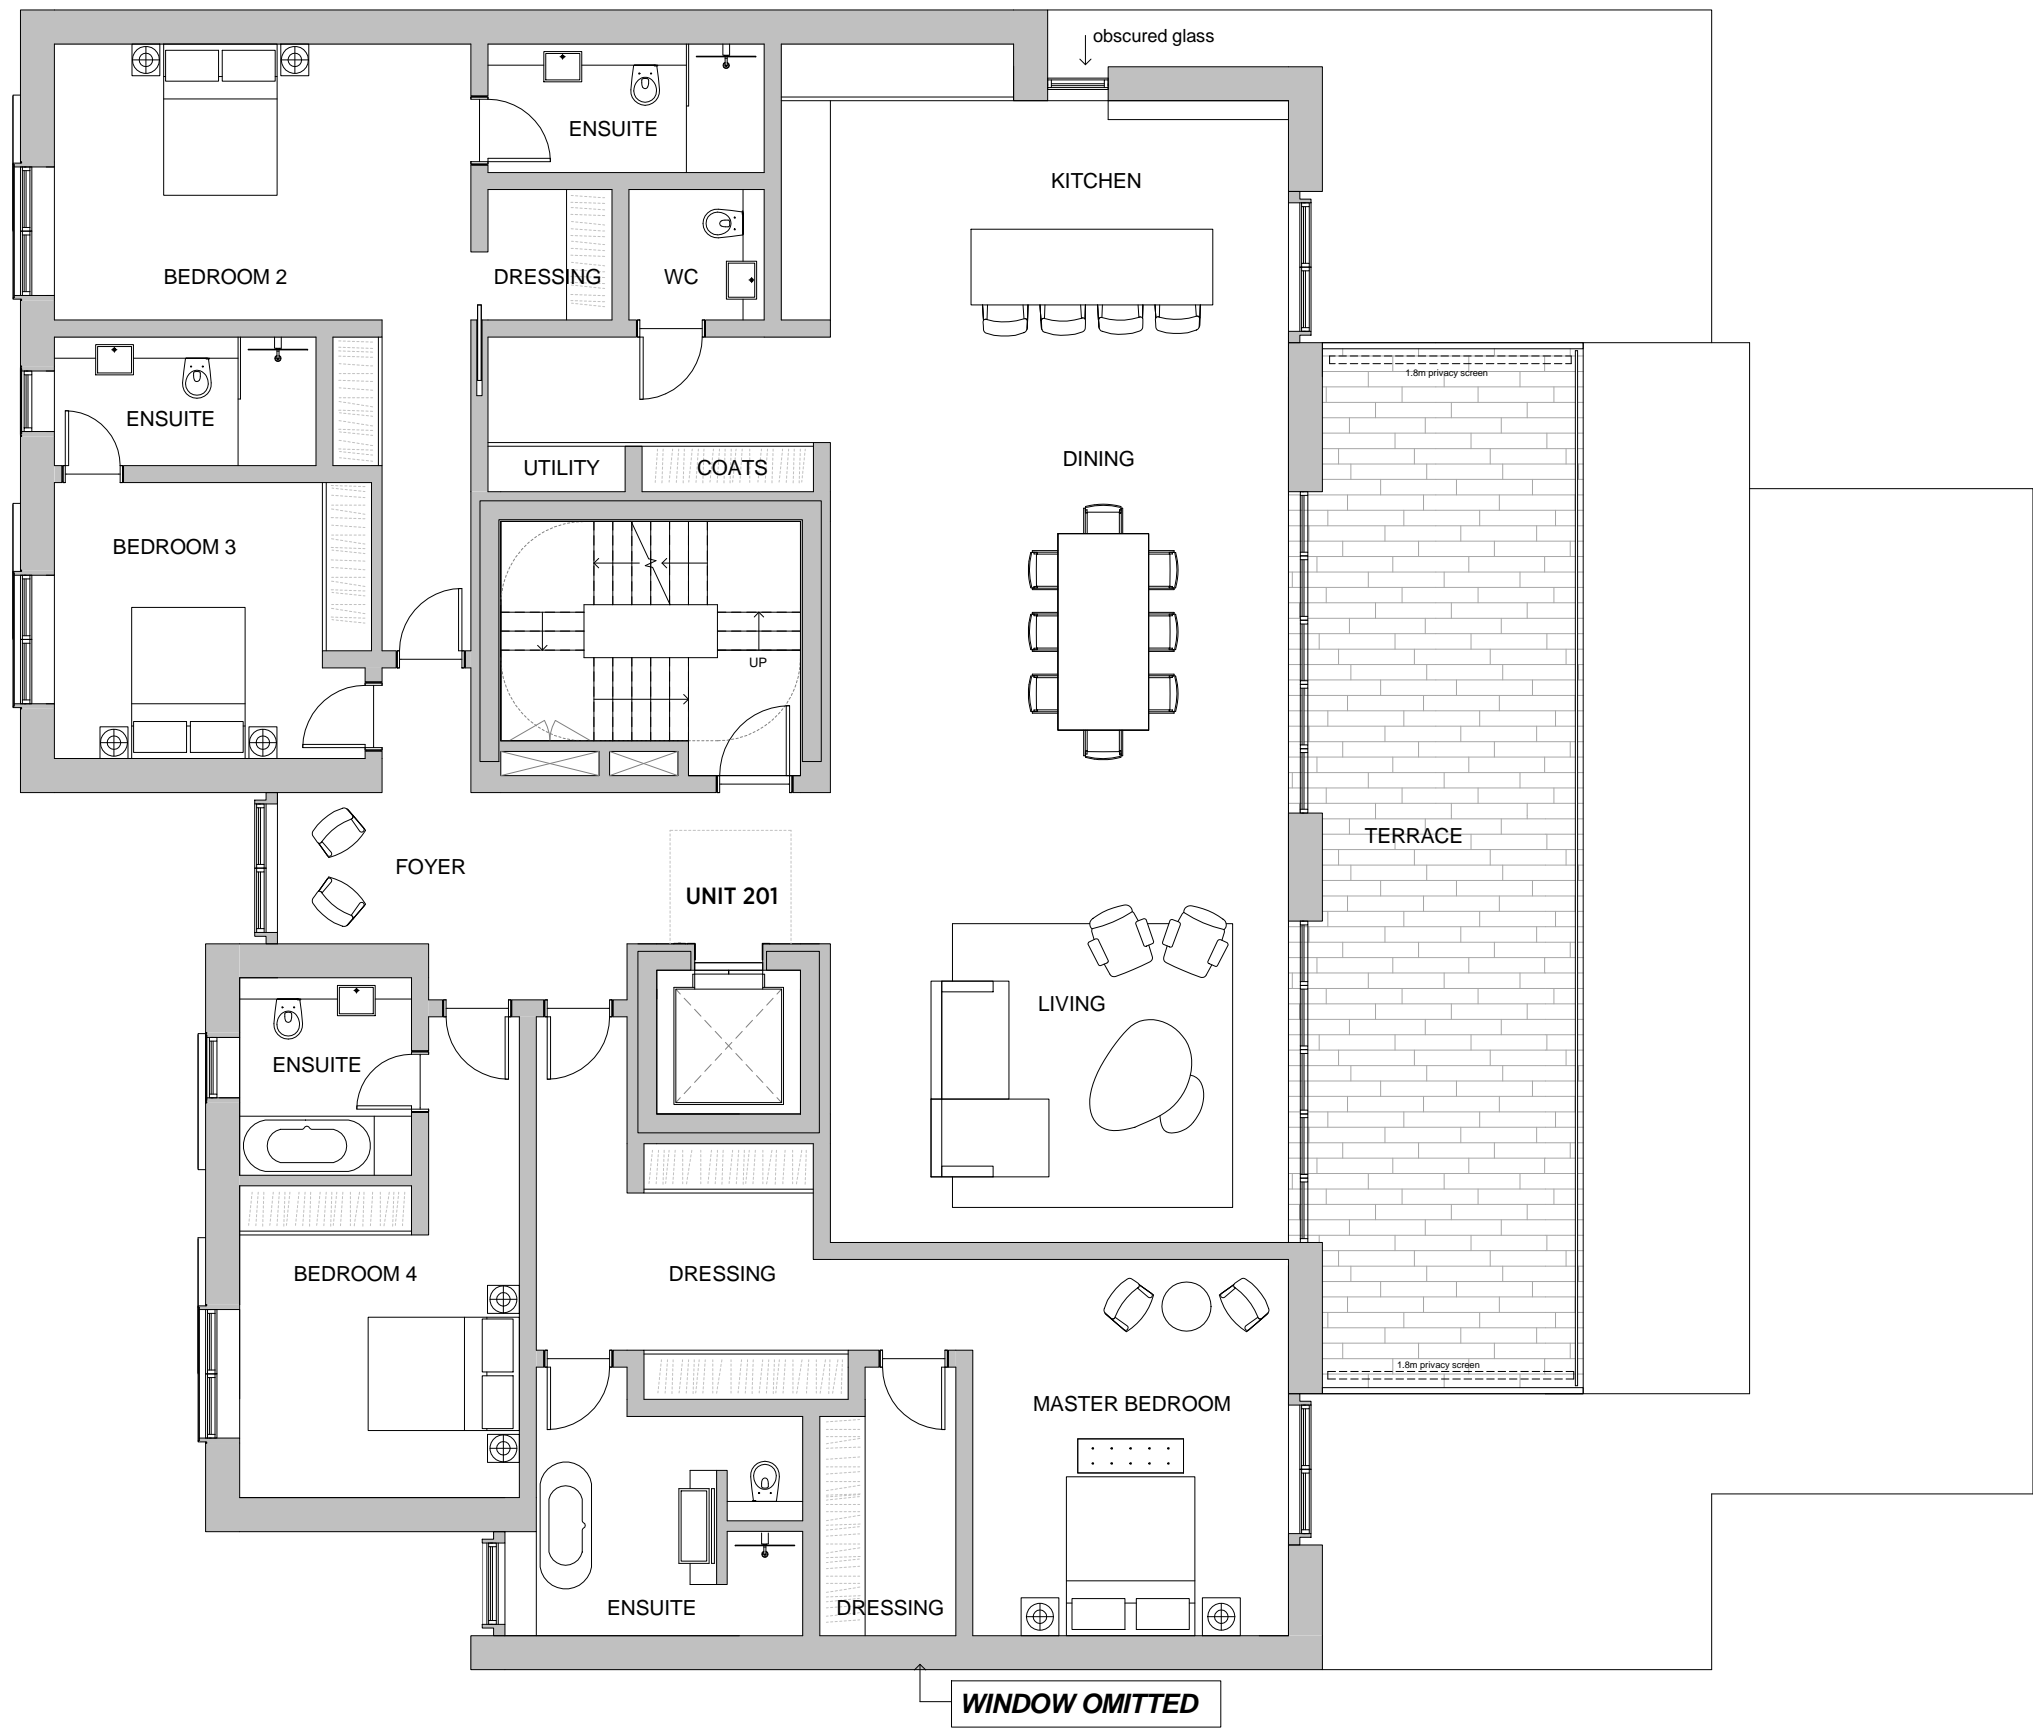 obscured glass
ENSUITE
KITCHEN
BEDROOM 2
DRESSING
WC
1.8m privacy screen
ENSUITE
UTILITY
COATS
DINING
BEDROOM 3
UP
TERRACE
FOYER
UNIT 201
LIVING
ENSUITE
BEDROOM 4
DRESSING
1.8m privacy screen
MASTER BEDROOM
ENSUITE
DRESSING
WINDOW OMITTED